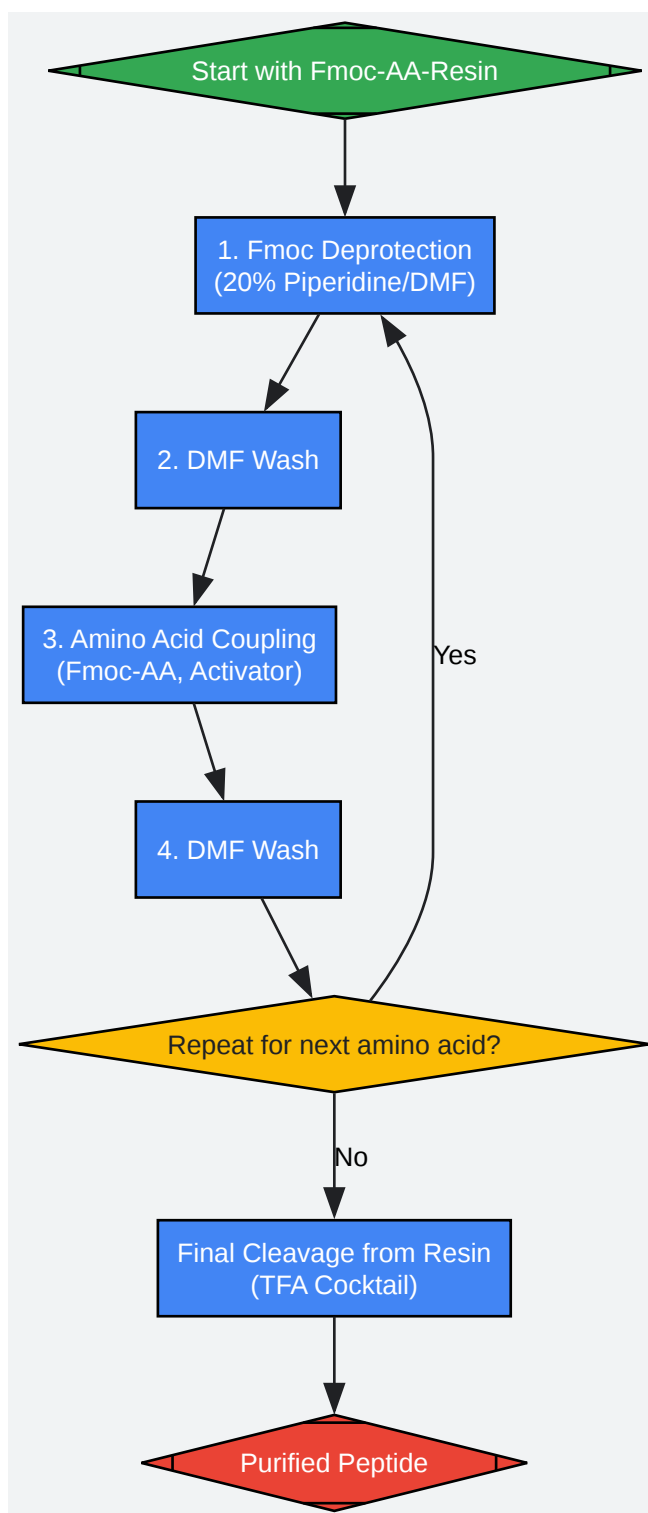 Start with Fmoc-AA-Resin
1. Fmoc Deprotection
(20% Piperidine/DMF)
2. DMF Wash
3. Amino Acid Coupling
(Fmoc-AA, Activator)
Yes
4. DMF Wash
Repeat for next amino acid?
No
Final Cleavage from Resin
(TFA Cocktail)
Purified Peptide